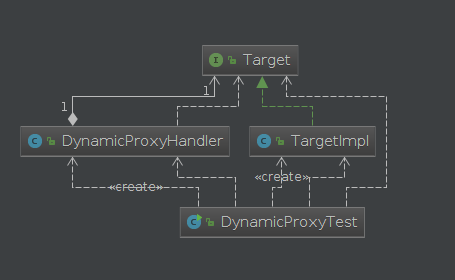 I Target
1
1
C DynamicProxyHandler
C TargetImpl
«create»
«create»
C DynamicProxyTest